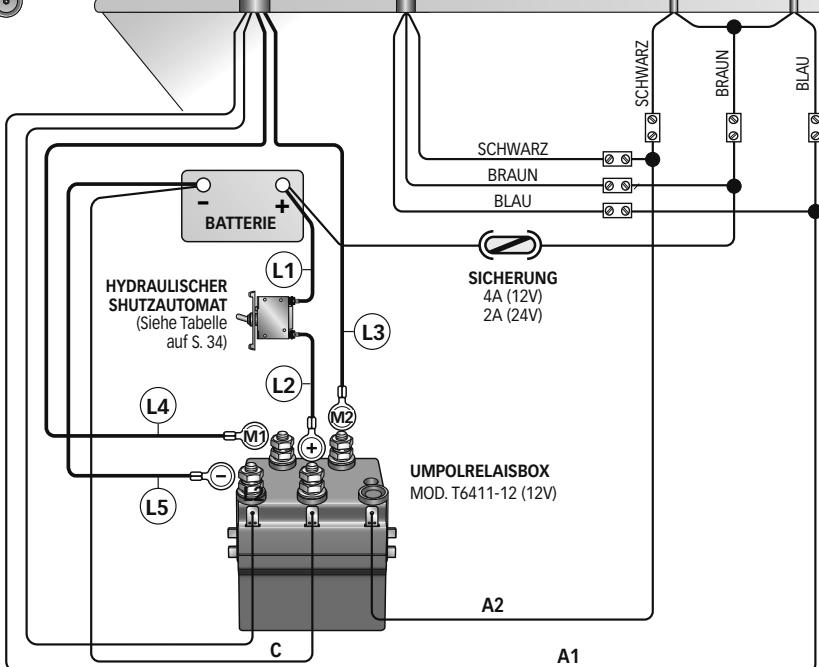 SCHWARZ
BRAUN
BLAU
SCHWARZ
BRAUN
BLAU
-
+
BATTERIE
L1
HYDRAULISCHER
SHUTZAUTOMAT
(Siehe Tabelle
auf S. 34)
SICHERUNG
4A (12V)
2A (24V)
L3
L2
L4
M1
M2
+
-
L5
UMPOLRELAISBOX
MOD. T6411-12 (12V)
A2
C
A1